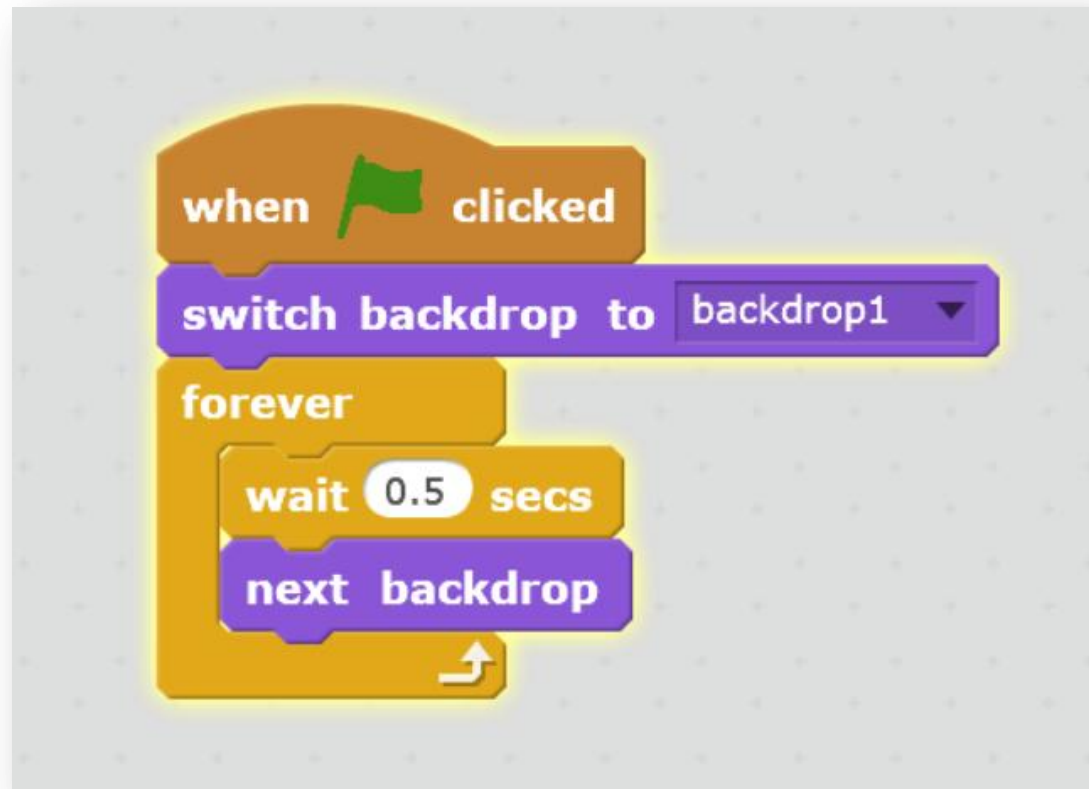 when clicked
switch backdrop to backdrop1
forever
wait 0.5 secs
next backdrop